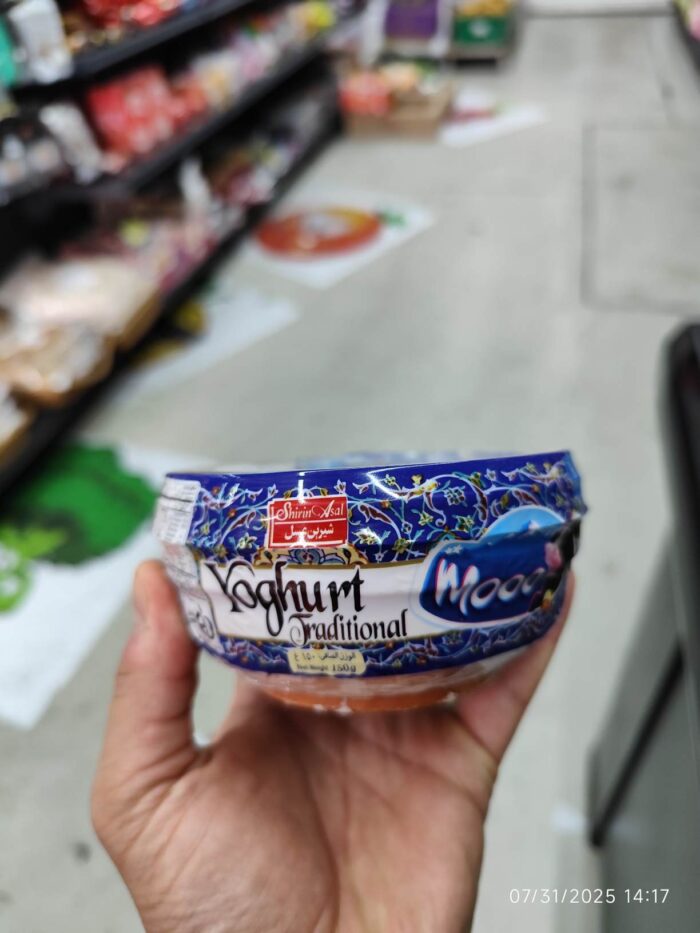 Shirin Asal
شیرین عسل
Yoghurt
Traditional
Mooo
الوزن الصافي: ١٥٠ غ
Net Weight: 150g
07/31/2025 14:17